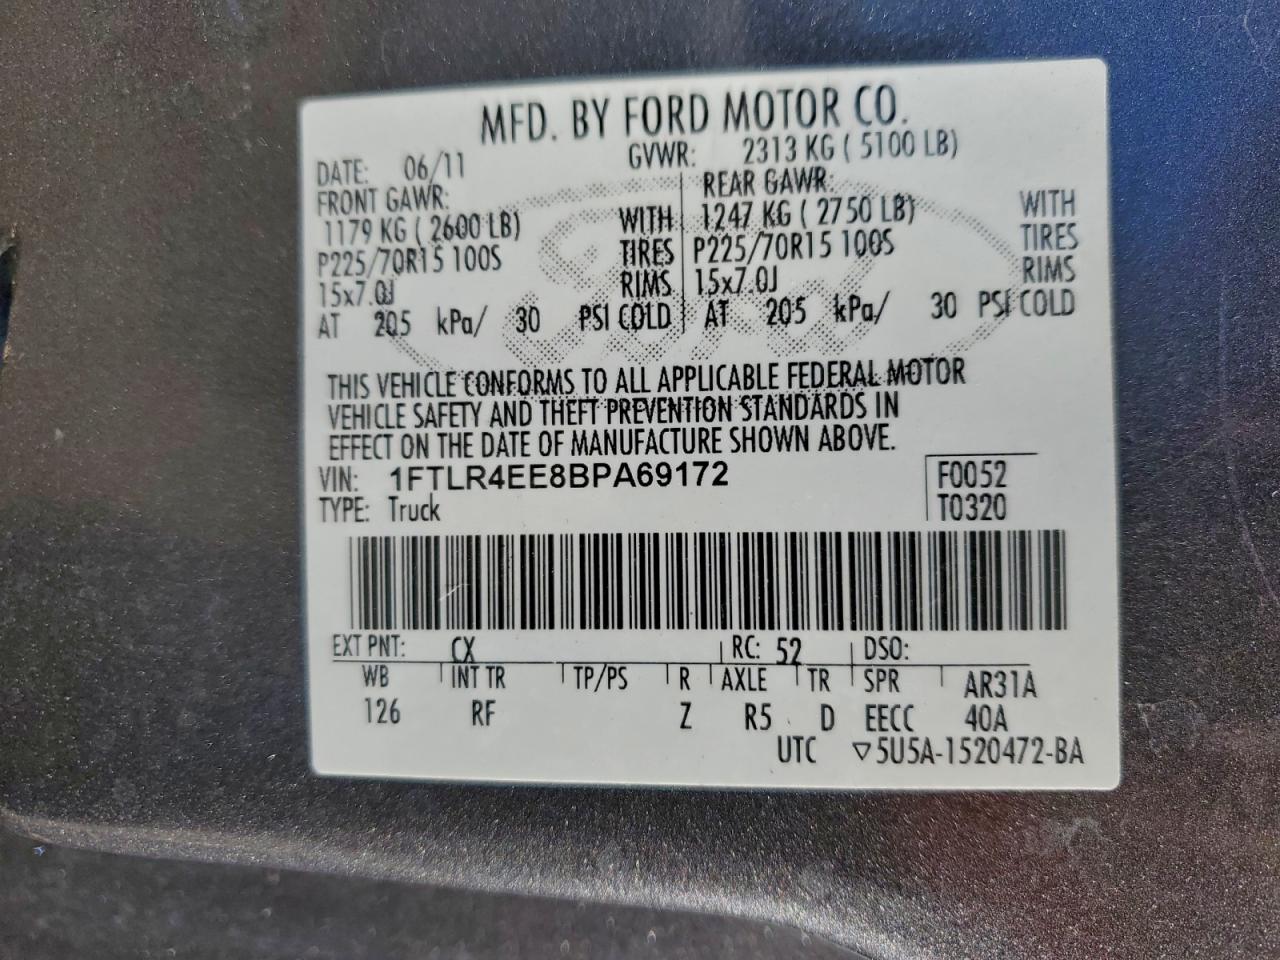 MFD. BY FORD MOTOR CO.
DATE: 06/11 GVWR: 2313 KG ( 5100 LB)
FRONT GAWR: REAR GAWR:
1179 KG ( 2600 LB) WITH 1247 KG ( 2750 LB) WITH
P225/70R15 100S TIRES P225/70R15 100S TIRES
15x7.0J RIMS 15x7.0J RIMS
AT 205 kPa/ 30 PSI COLD AT 205 kPa/ 30 PSI COLD
Ford
THIS VEHICLE CONFORMS TO ALL APPLICABLE FEDERAL MOTOR
VEHICLE SAFETY AND THEFT PREVENTION STANDARDS IN
EFFECT ON THE DATE OF MANUFACTURE SHOWN ABOVE.
VIN: 1FTLR4EE8BPA69172 F0052
TYPE: Truck T0320
EXT PNT: CX RC: 52 DSO:
WB INT TR TP/PS R AXLE TR SPR AR31A
126 RF Z R5 D EECC 40A
UTC ▽5U5A-1520472-BA